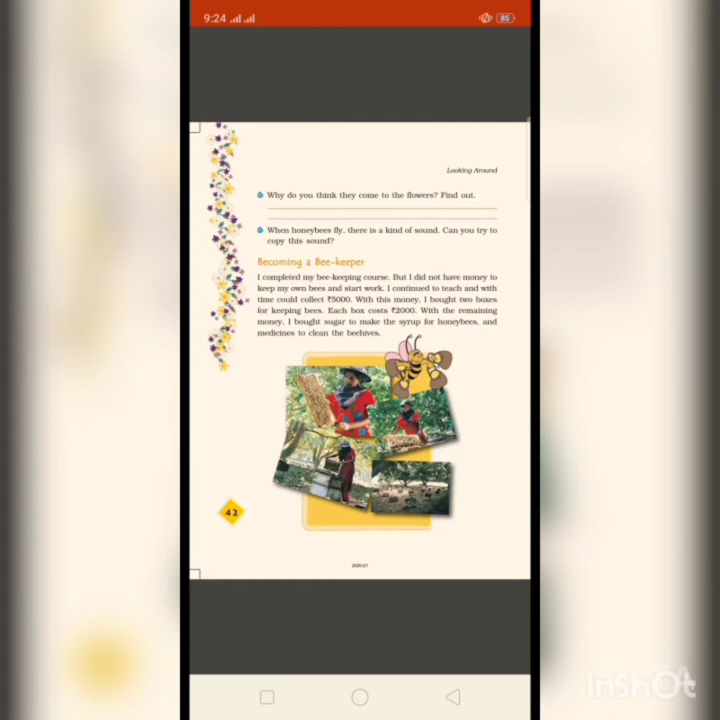 9:24
85
Looking Around
Why do you think they come to the flowers? Find out.
When honeybees fly, there is a kind of sound. Can you try to
copy this sound?
Becoming a Bee-keeper
I completed my bee-keeping course. But I did not have money to
keep my own bees and start work. I continued to teach and with
time could collect ₹5000. With this money, I bought two boxes
for keeping bees. Each box costs ₹2000. With the remaining
money, I bought sugar to make the syrup for honeybees, and
medicines to clean the beehives.
42
2020-21
InShOt